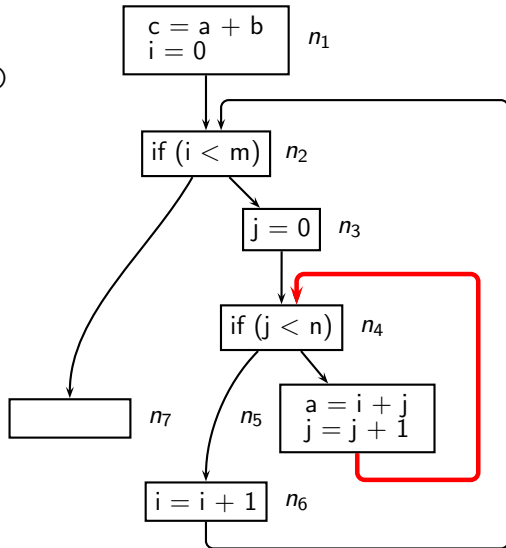 c = a + b
i = 0
n1
)
if (i < m)
n2
j = 0
n3
if (j < n)
n4
n7
n5
a = i + j
j = j + 1
i = i + 1
n6